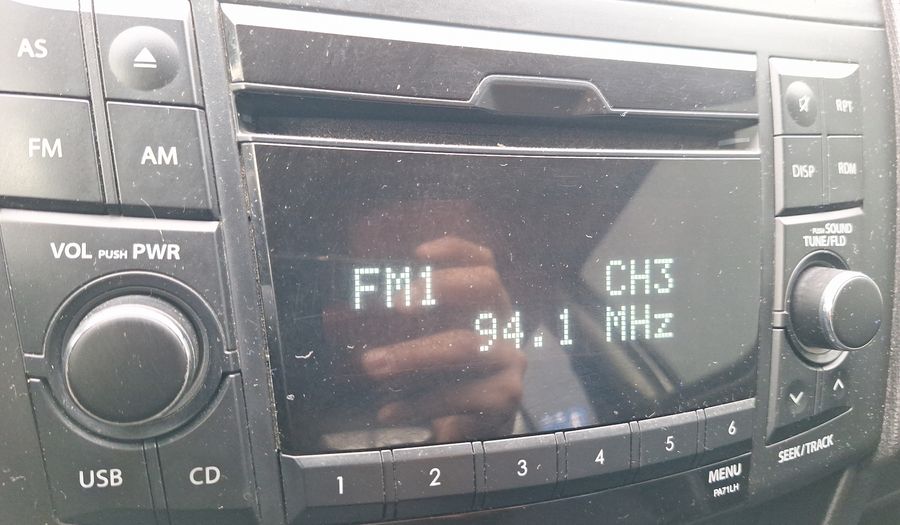 AS
FM
AM
VOL PUSH PWR
USB
CD
FM1
CH3
94.1 MHz
1
2
3
4
5
6
MENU
PA71LH
RPT
DISP
RDM
PUSH SOUND
TUNE/FLD
SEEK/TRACK